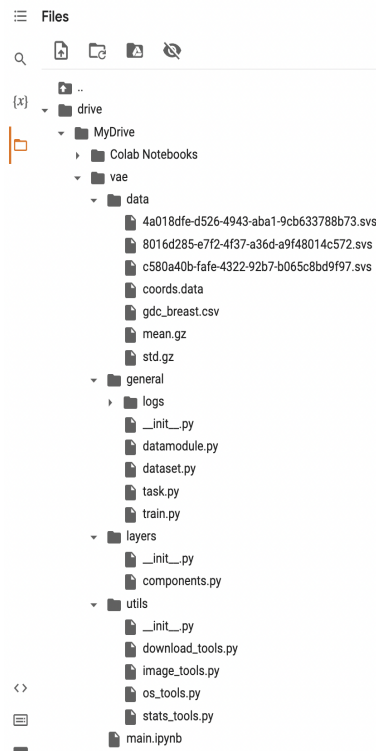 Files
..
{x}
drive
MyDrive
Colab Notebooks
vae
data
4a018dfe-d526-4943-aba1-9cb633788b73.svs
8016d285-e7f2-4f37-a36d-a9f48014c572.svs
c580a40b-fafe-4322-92b7-b065c8bd9f97.svs
coords.data
gdc_breast.csv
mean.gz
std.gz
general
logs
__init__.py
datamodule.py
dataset.py
task.py
train.py
layers
__init__.py
components.py
utils
__init__.py
download_tools.py
image_tools.py
os_tools.py
stats_tools.py
main.ipynb